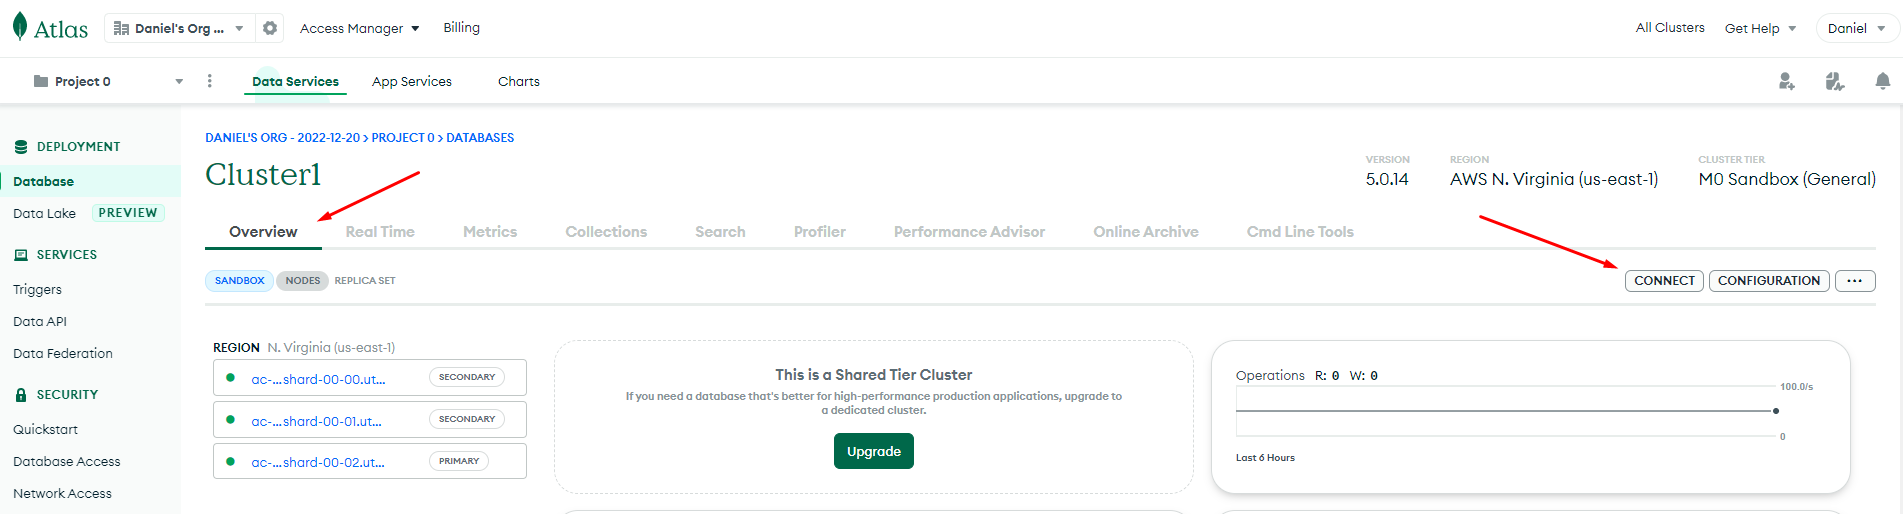 Atlas
Daniel's Org ...
Access Manager
Billing
All Clusters
Get Help
Daniel
Project 0
Data Services
App Services
Charts
DEPLOYMENT
Database
Data Lake PREVIEW
SERVICES
Triggers
Data API
Data Federation
SECURITY
Quickstart
Database Access
Network Access
DANIEL'S ORG - 2022-12-20 > PROJECT 0 > DATABASES
Cluster1
VERSION
5.0.14
REGION
AWS N. Virginia (us-east-1)
CLUSTER TIER
M0 Sandbox (General)
Overview
Real Time
Metrics
Collections
Search
Profiler
Performance Advisor
Online Archive
Cmd Line Tools
SANDBOX NODES REPLICA SET
CONNECT
CONFIGURATION
...
REGION N. Virginia (us-east-1)
ac-...shard-00-00.ut... SECONDARY
ac-...shard-00-01.ut... SECONDARY
ac-...shard-00-02.ut... PRIMARY
This is a Shared Tier Cluster
If you need a database that's better for high-performance production applications, upgrade to
a dedicated cluster.
Upgrade
Operations R: 0 W: 0
100.0/s
0
Last 6 Hours